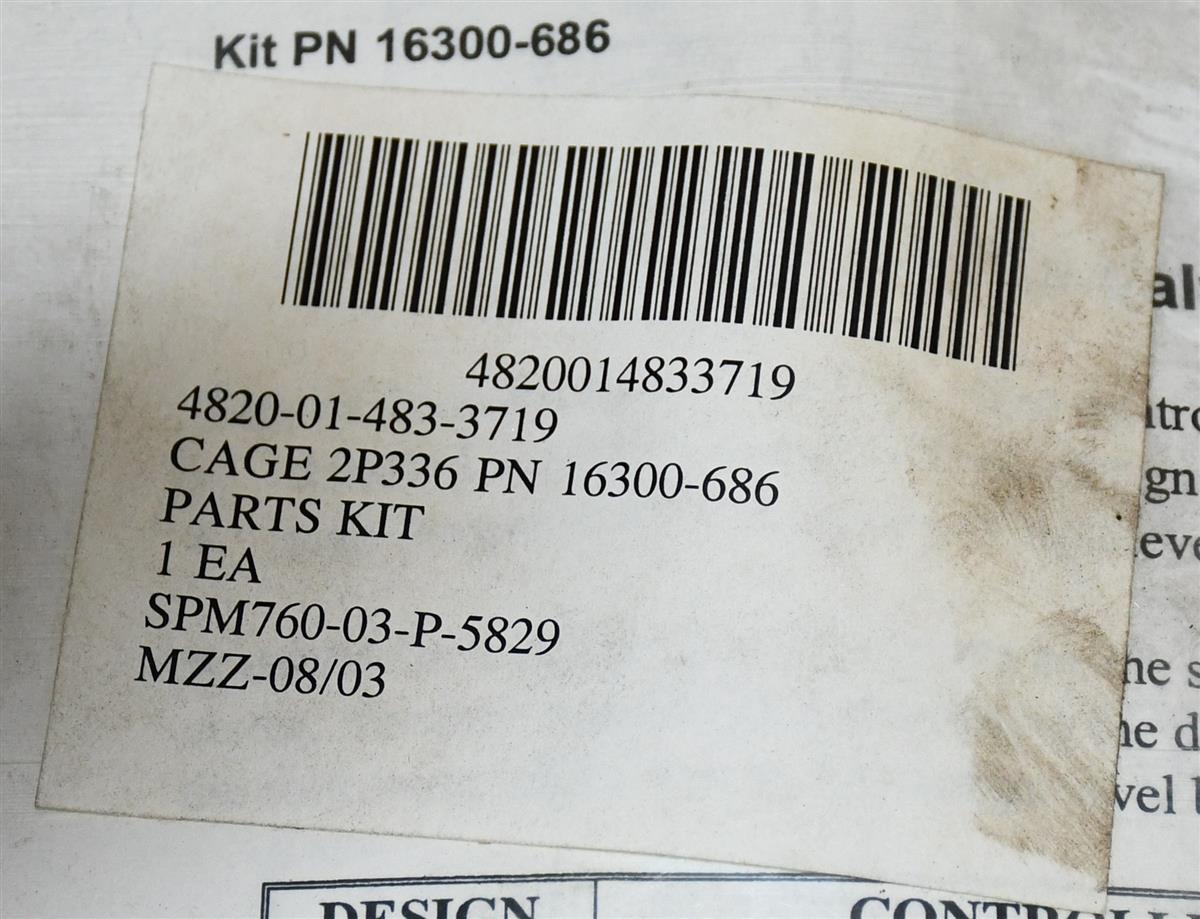 Kit PN 16300-686
4820014833719
4820-01-483-3719
CAGE 2P336 PN 16300-686
PARTS KIT
1 EA
SPM760-03-P-5829
MZZ-08/03
DESIGN